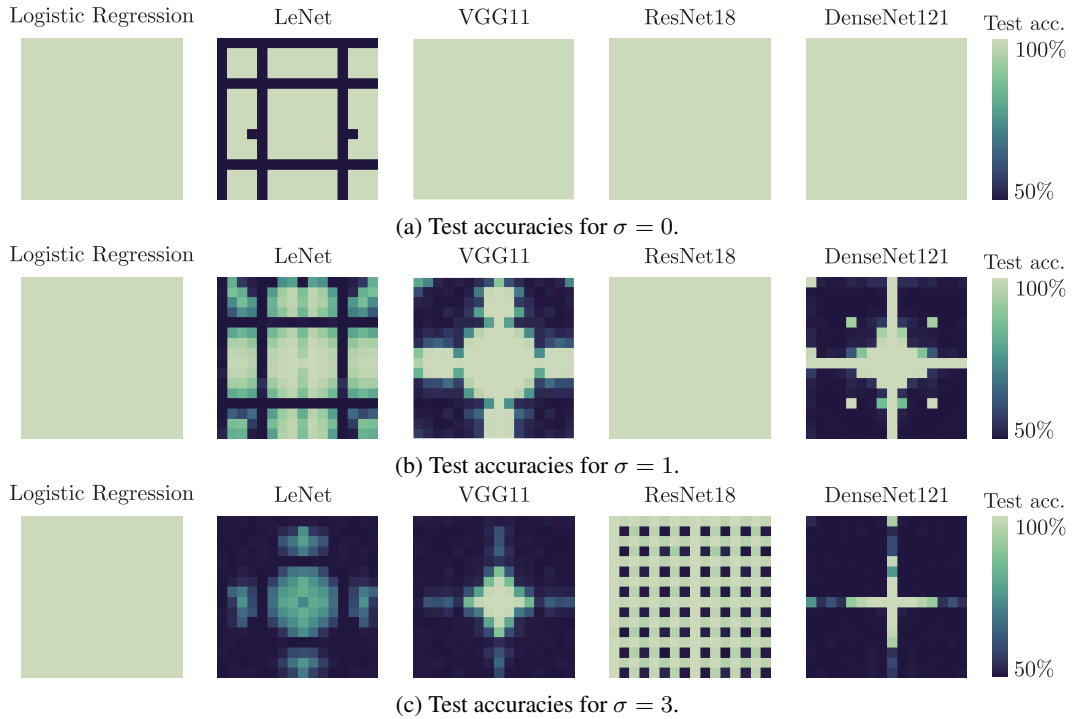 Logistic Regression LeNet VGG11 ResNet18 DenseNet121
Test acc.
100%
50%
(a) Test accuracies for σ = 0.
Logistic Regression LeNet VGG11 ResNet18 DenseNet121
Test acc.
100%
50%
(b) Test accuracies for σ = 1.
Logistic Regression LeNet VGG11 ResNet18 DenseNet121
Test acc.
100%
50%
(c) Test accuracies for σ = 3.